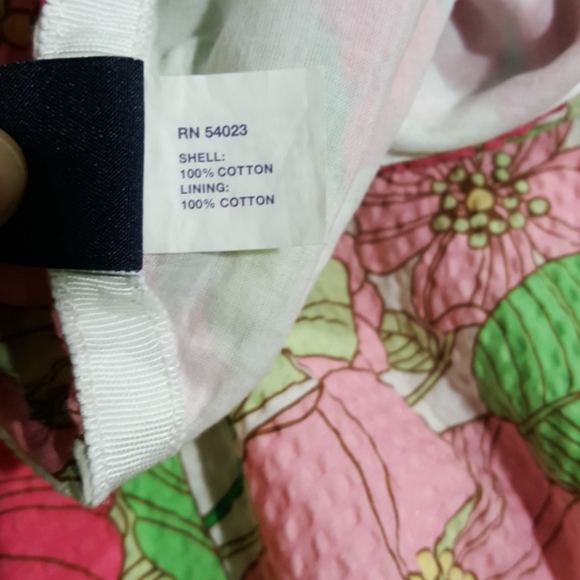 RN 54023
SHELL:
100% COTTON
LINING:
100% COTTON